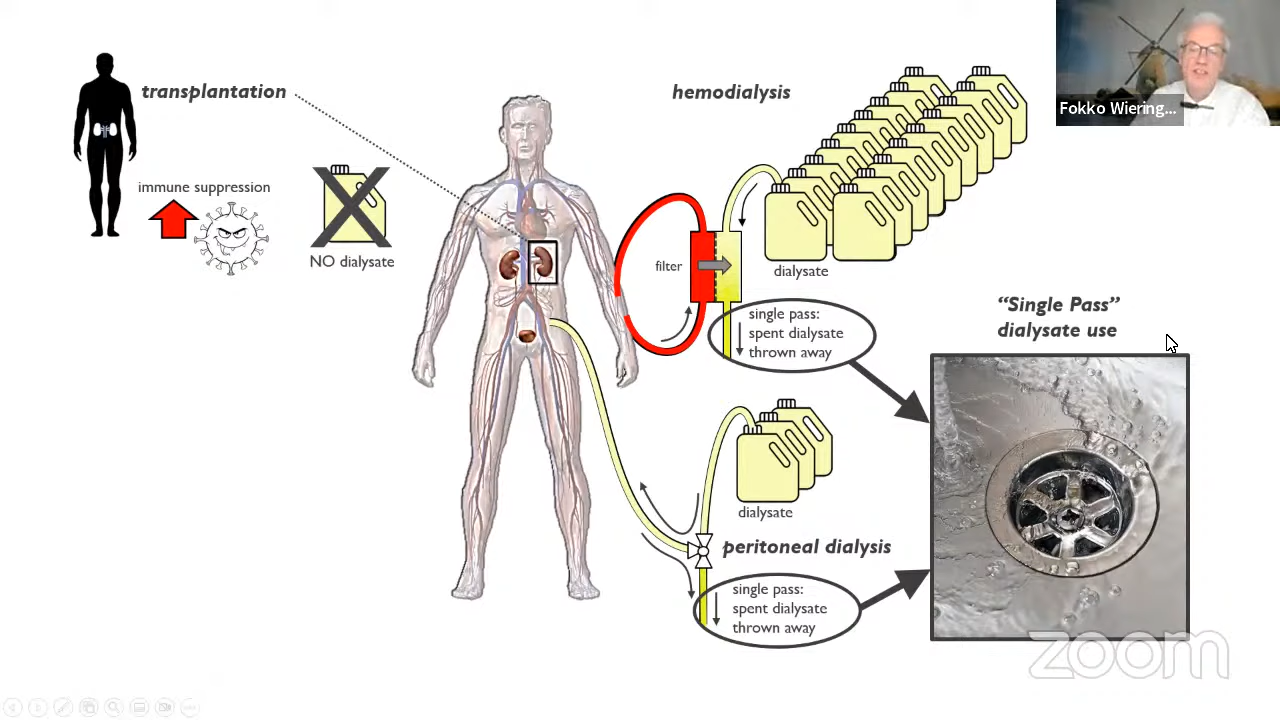 transplantation
immune suppression
NO dialysate
hemodialysis
filter
dialysate
single pass:
spent dialysate
thrown away
"Single Pass"
dialysate use
dialysate
peritoneal dialysis
single pass:
spent dialysate
thrown away
Fokko Wiering...
zoom